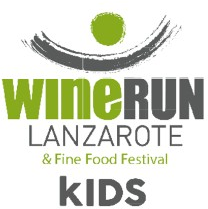 wineRUN
LANZAROTE
& Fine Food Festival
kIDS